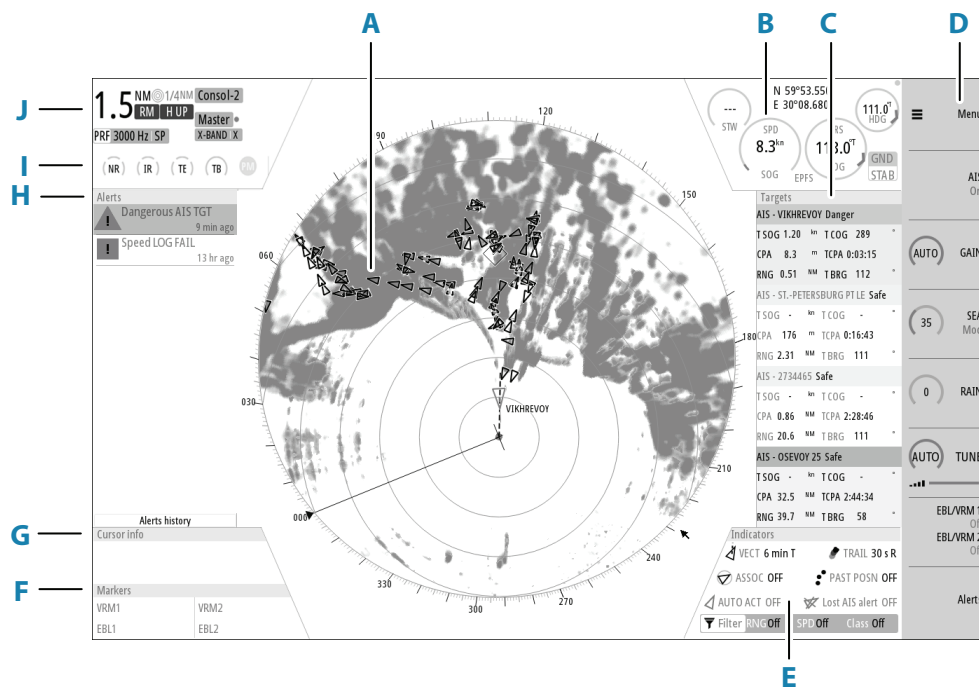 A
B
C
D
J
1.5 NM 1/4NM Consol-2
RM H UP
Master
PRF 3000 Hz SP X-BAND X
I
NR IR TE TB PM
H
Alerts
Dangerous AIS TGT
9 min ago
Speed LOG FAIL
13 hr ago
Alerts history
G
Cursor info
F
Markers
VRM1 VRM2
EBL1 EBL2
120
90
150
060
180
030
210
000
240
330
270
300
VIKHREVOY
N 59°53.55
E 30°08.680
---
STW
SPD
8.3 kn
SOG
EPFS
111.0°T
HDG
GND
STAB
Targets
AIS - VIKHREVOY Danger
T SOG 1.20 kn T COG 289 °
CPA 8.3 m TCPA 0:03:15
RNG 0.51 NM T BRG 112 °
AIS - ST.-PETERSBURG PT LE Safe
T SOG - kn T COG - °
CPA 176 m TCPA 0:16:43
RNG 2.31 NM T BRG 111 °
AIS - 2734465 Safe
T SOG - kn T COG - °
CPA 0.86 NM TCPA 2:28:46
RNG 20.6 NM T BRG 111 °
AIS - OSEVOY 25 Safe
T SOG - kn T COG - °
CPA 32.5 NM TCPA 2:44:34
RNG 39.7 NM T BRG 58 °
Indicators
VECT 6 min T TRAIL 30 s R
ASSOC OFF PAST POSN OFF
AUTO ACT OFF Lost AIS alert OFF
Filter RNG Off SPD Off Class Off
E
Menu
AIS
AUTO GAIN
35 SEA
0 RAIN
AUTO TUNE
EBL/VRM 1
EBL/VRM 2
Alert